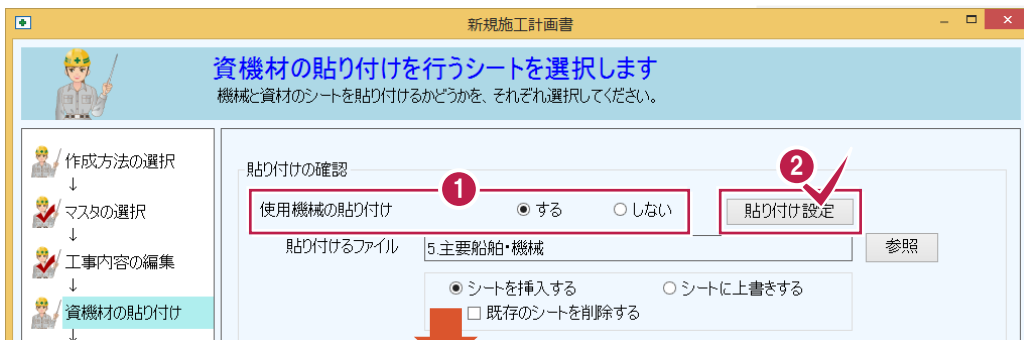 新規施工計画書
資機材の貼り付けを行うシートを選択します
機械と資材のシートを貼り付けるかどうかを、それぞれ選択してください。
作成方法の選択
↓
マスタの選択
↓
工事内容の編集
↓
資機材の貼り付け
↓
貼り付けの確認
1
2
使用機械の貼り付け する しない 貼り付け設定
貼り付けるファイル 5.主要船舶・機械 参照
シートを挿入する シートに上書きする
既存のシートを削除する